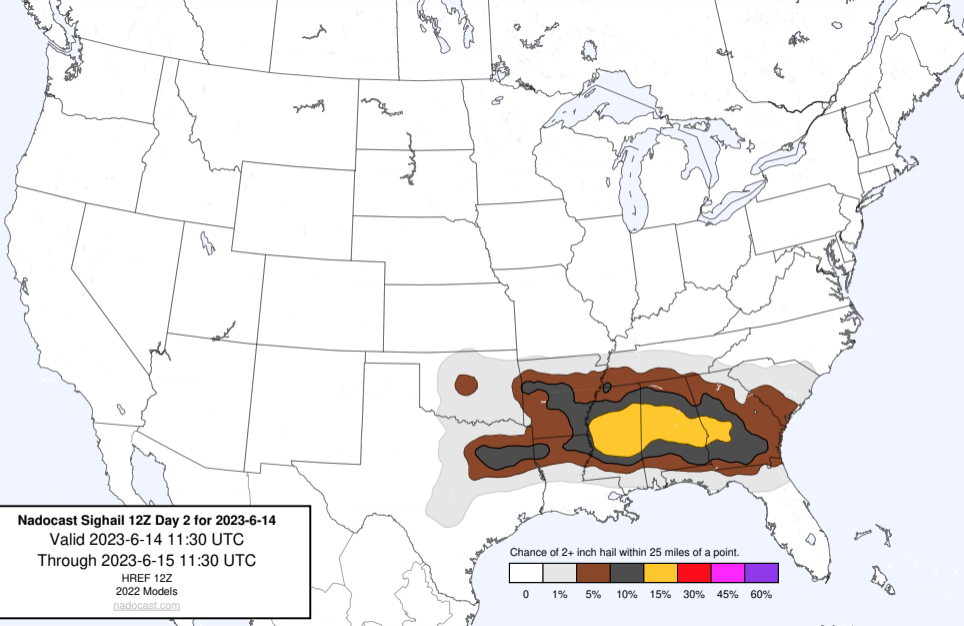 Nadocast Sighail 12Z Day 2 for 2023-6-14
Valid 2023-6-14 11:30 UTC
Through 2023-6-15 11:30 UTC
HREF 12Z
2022 Models
nadocast.com
Chance of 2+ inch hail within 25 miles of a point.
0 1% 5% 10% 15% 30% 45% 60%